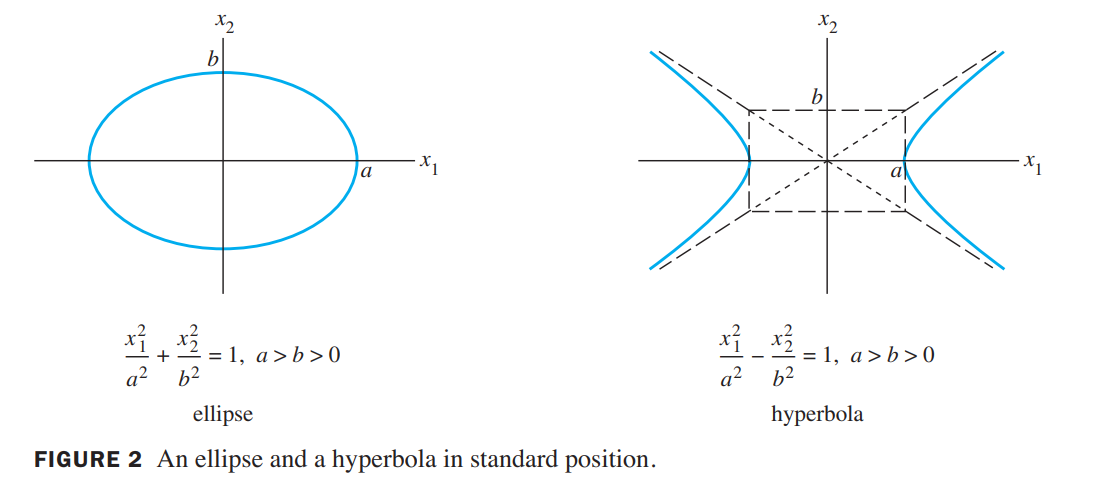 x₂
b
a
x₁
x₂
b
a
x₁
x₁²/a² + x₂²/b² = 1, a > b > 0
ellipse
x₁²/a² − x₂²/b² = 1, a > b > 0
hyperbola
FIGURE 2 An ellipse and a hyperbola in standard position.